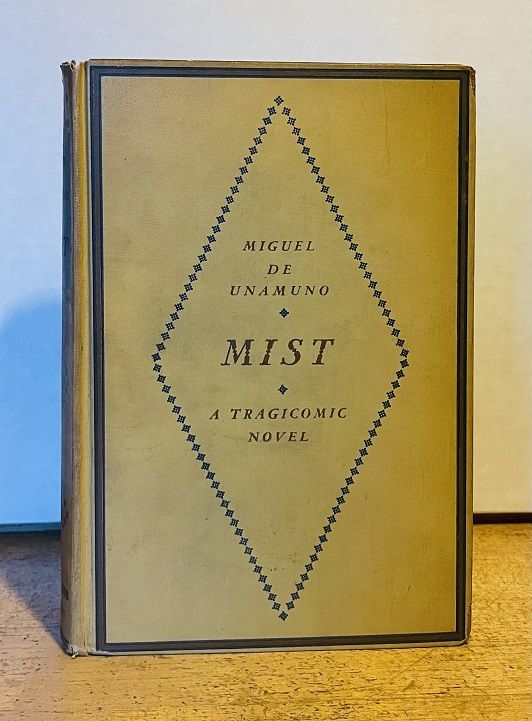 MIGUEL
DE
UNAMUNO
MIST
A TRAGICOMIC
NOVEL